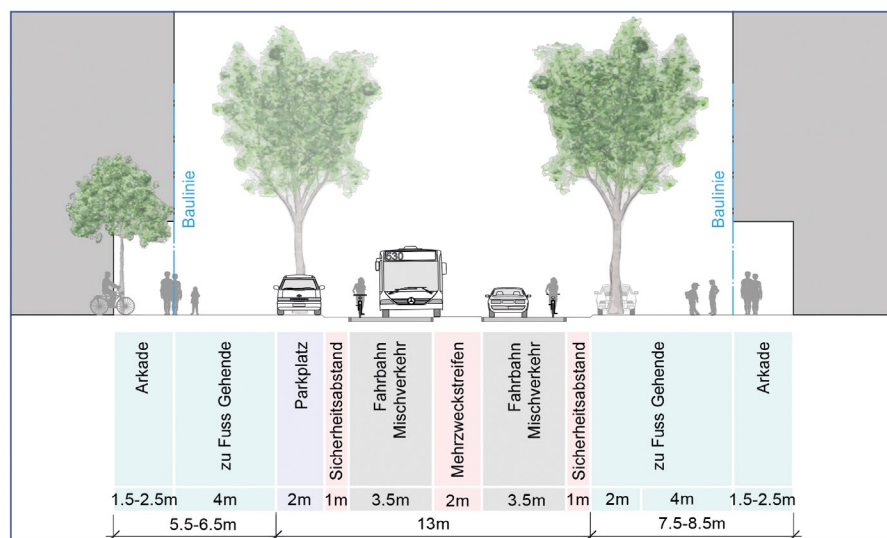 Baulinie
Baulinie
630
Arkade
zu Fuss Gehende
Parkplatz
Sicherheitsabstand
Fahrbahn
Mischverkehr
Mehrzweckstreifen
Fahrbahn
Mischverkehr
Sicherheitsabstand
zu Fuss Gehende
Arkade
1.5-2.5m 4m 2m 1m 3.5m 2m 3.5m 1m 2m 4m 1.5-2.5m
5.5-6.5m 13m 7.5-8.5m